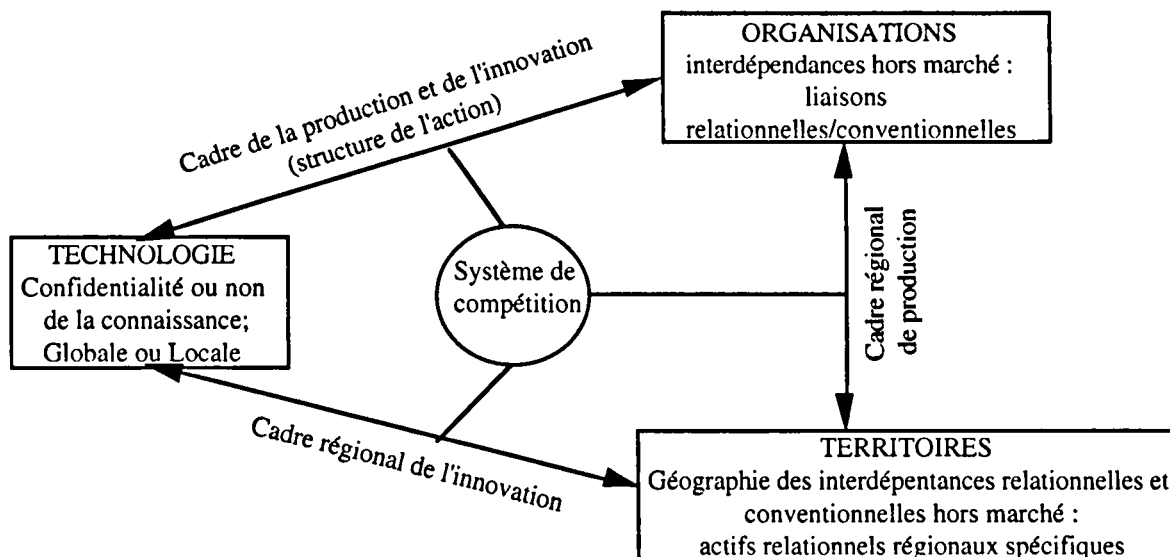 ORGANISATIONS
interdépendances hors marché :
liaisons
relationnelles/conventionnelles
Cadre de la production et de l'innovation
(structure de l'action)
TECHNOLOGIE
Confidentialité ou non
de la connaissance;
Globale ou Locale
Système de
compétition
Cadre régional
de production
Cadre régional de l'innovation
TERRITOIRES
Géographie des interdépentances relationnelles et
conventionnelles hors marché :
actifs relationnels régionaux spécifiques